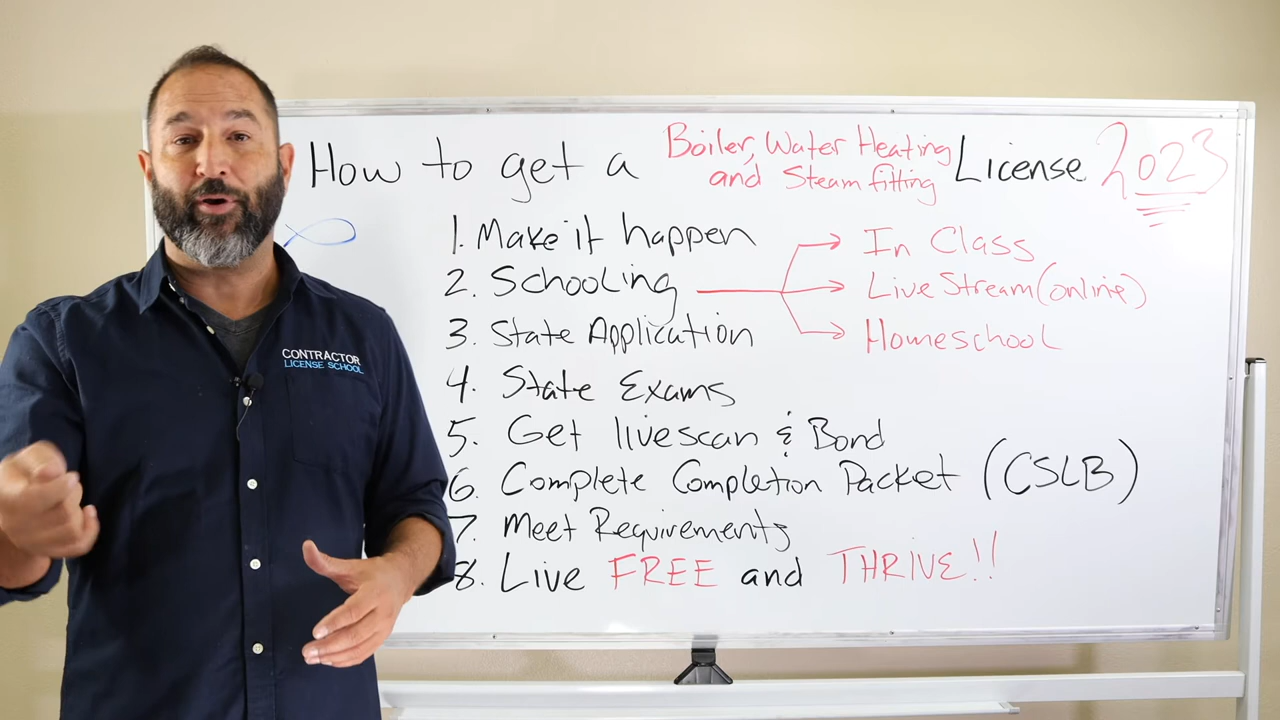 How to get a Boiler, Water Heating and Steamfitting License 2023
1. Make it happen
2. Schooling
In Class
Live Stream (online)
Homeschool
3. State Application
4. State Exams
5. Get livescan & Bond
6. Complete Completion Packet (CSLB)
7. Meet Requirements
8. Live FREE and THRIVE!!
CONTRACTOR
LICENSE SCHOOL